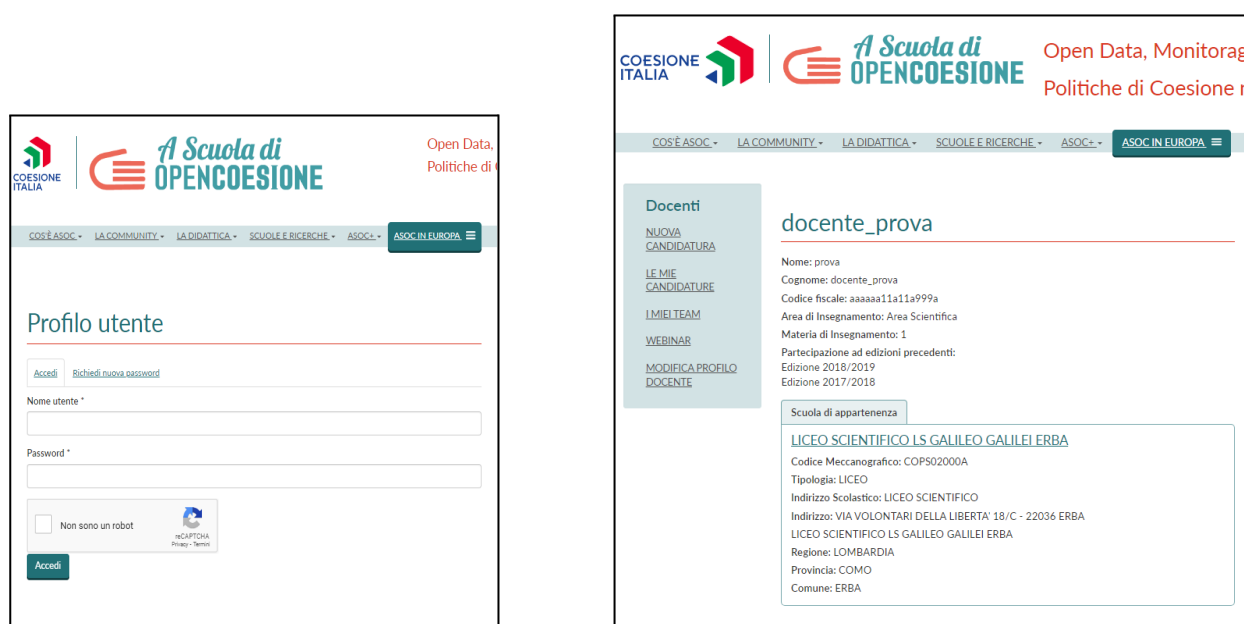 COESIONE
ITALIA
A Scuola di
OPENCOESIONE
Open Data,
Politiche di
COS'È ASOC
LA COMMUNITY
LA DIDATTICA
SCUOLE E RICERCHE
ASOC+
ASOC IN EUROPA
Profilo utente
Accedi
Richiedi nuova password
Nome utente *
Password *
Non sono un robot
reCAPTCHA
Privacy - Termini
Accedi
COESIONE
ITALIA
A Scuola di
OPENCOESIONE
Open Data, Monitorag
Politiche di Coesione
COS'È ASOC
LA COMMUNITY
LA DIDATTICA
SCUOLE E RICERCHE
ASOC+
ASOC IN EUROPA
Docenti
NUOVA
CANDIDATURA
LE MIE
CANDIDATURE
I MIEI TEAM
WEBINAR
MODIFICA PROFILO
DOCENTE
docente_prova
Nome: prova
Cognome: docente_prova
Codice fiscale: aaaaaa11a11a999a
Area di Insegnamento: Area Scientifica
Materia di Insegnamento: 1
Partecipazione ad edizioni precedenti:
Edizione 2018/2019
Edizione 2017/2018
Scuola di appartenenza
LICEO SCIENTIFICO LS GALILEO GALILEI ERBA
Codice Meccanografico: COPS02000A
Tipologia: LICEO
Indirizzo Scolastico: LICEO SCIENTIFICO
Indirizzo: VIA VOLONTARI DELLA LIBERTA' 18/C - 22036 ERBA
LICEO SCIENTIFICO LS GALILEO GALILEI ERBA
Regione: LOMBARDIA
Provincia: COMO
Comune: ERBA